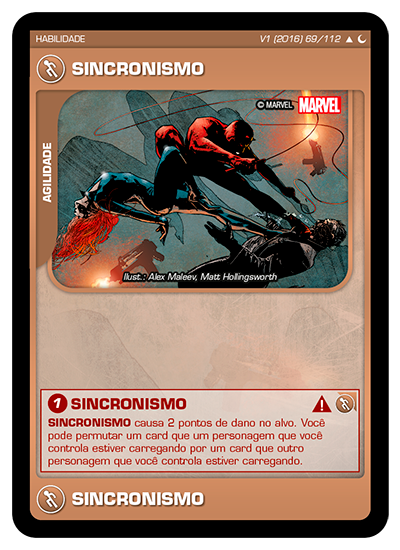 HABILIDADE
V1 (2016) 69/112
SINCRONISMO
© MARVEL MARVEL
AGILIDADE
Ilust.: Alex Maleev, Matt Hollingsworth
1 SINCRONISMO
SINCRONISMO causa 2 pontos de dano no alvo. Você
pode permutar um card que um personagem que você
controla estiver carregando por um card que outro
personagem que você controla estiver carregando.
SINCRONISMO